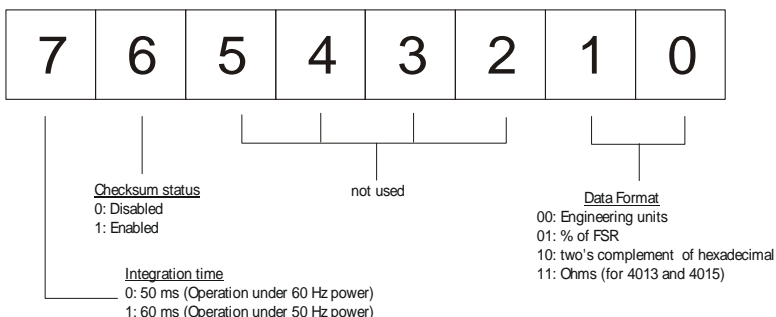 7 6 5 4 3 2 1 0
Checksum status
0: Disabled
1: Enabled
not used
Data Format
00: Engineering units
01: % of FSR
10: two's complement of hexadecimal
11: Ohms (for 4013 and 4015)
Integration time
0: 50 ms (Operation under 60 Hz power)
1: 60 ms (Operation under 50 Hz power)